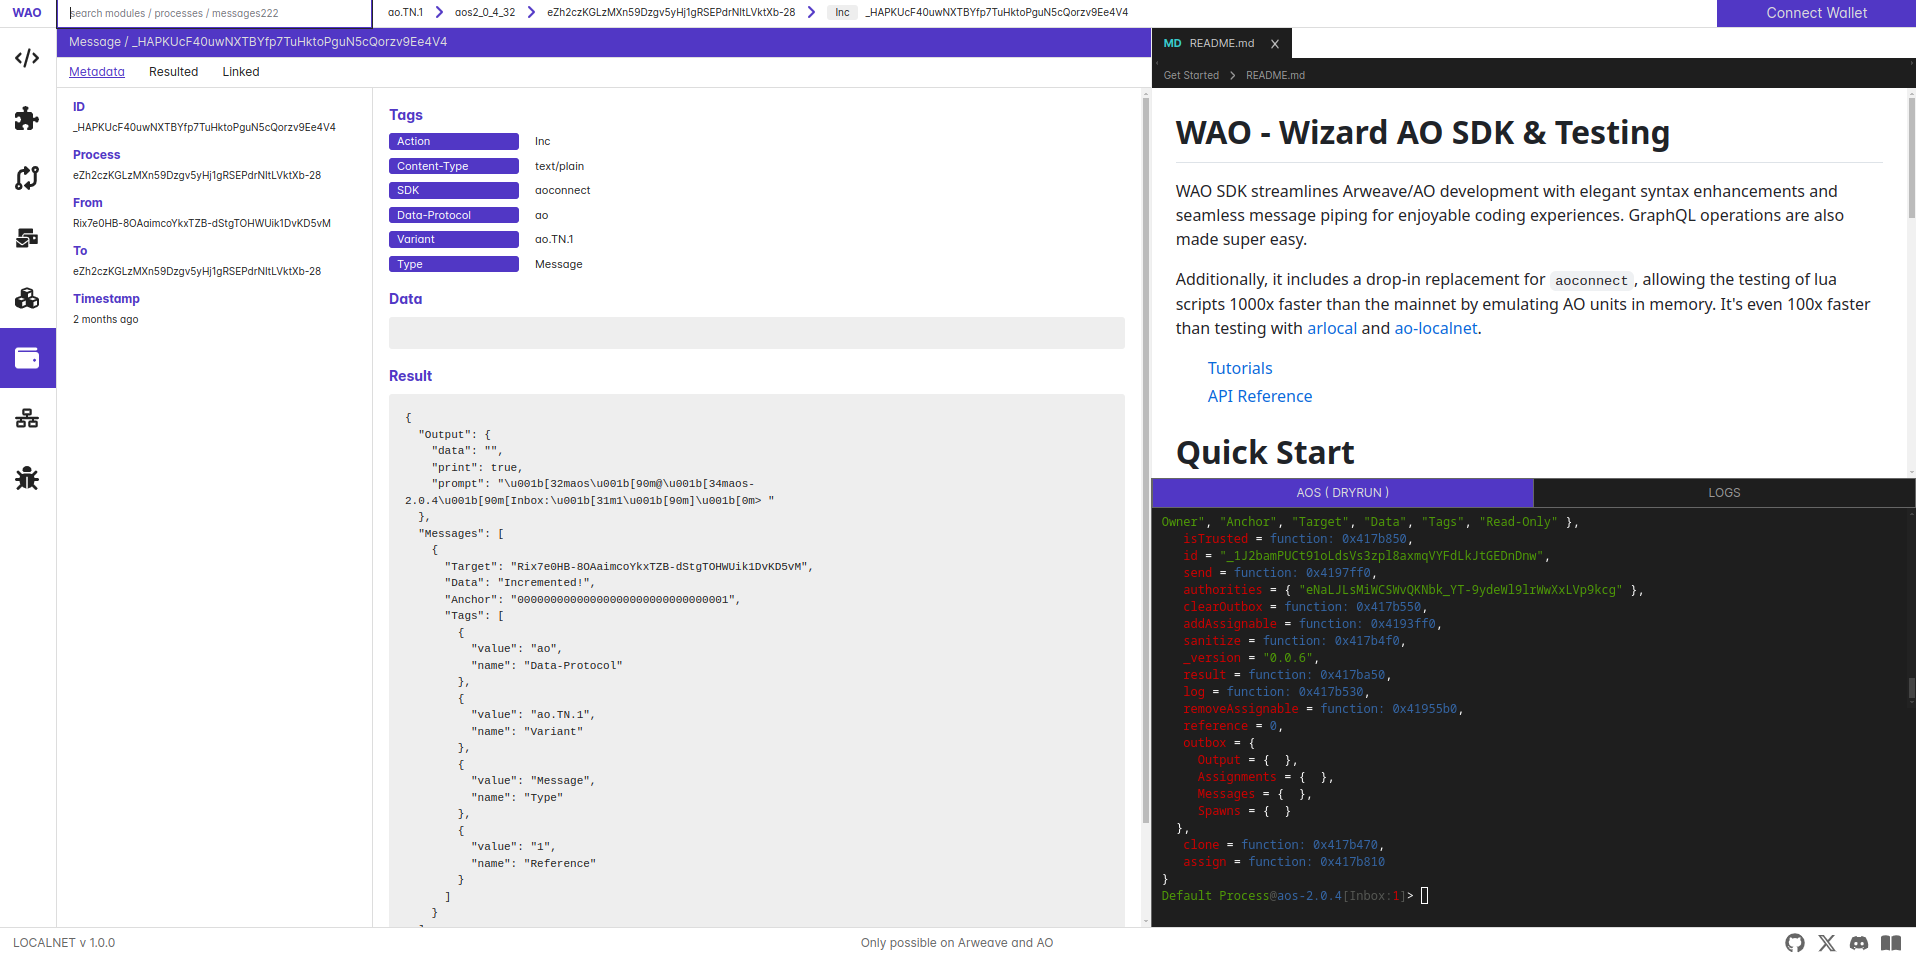 WAO
search modules / processes / messages222
ao.TN.1 aos2_0_4_32 eZh2czKGLzMXn59Dzgv5yHj1gRSEPdrNItLVktXb-28 Inc _HAPKUcF40uwNXTBYfp7TuHktoPguN5cQorzv9Ee4V4
Connect Wallet
Message / _HAPKUcF40uwNXTBYfp7TuHktoPguN5cQorzv9Ee4V4
Metadata Resulted Linked
ID
_HAPKUcF40uwNXTBYfp7TuHktoPguN5cQorzv9Ee4V4
Process
eZh2czKGLzMXn59Dzgv5yHj1gRSEPdrNItLVktXb-28
From
Rix7e0HB-8OAaimcoYkxTZB-dStgTOHWUik1DvKD5vM
To
eZh2czKGLzMXn59Dzgv5yHj1gRSEPdrNItLVktXb-28
Timestamp
2 months ago
Tags
Action Inc
Content-Type text/plain
SDK aoconnect
Data-Protocol ao
Variant ao.TN.1
Type Message
Data
Result
{
"Output": {
"data": "",
"print": true,
"prompt": "\u001b[32maos\u001b[90m@\u001b[34maos-
2.0.4\u001b[90m[Inbox:\u001b[31m1\u001b[90m]\u001b[0m> "
},
"Messages": [
{
"Target": "Rix7e0HB-8OAaimcoYkxTZB-dStgTOHWUik1DvKD5vM",
"Data": "Incremented!",
"Anchor": "00000000000000000000000000000001",
"Tags": [
{
"value": "ao",
"name": "Data-Protocol"
},
{
"value": "ao.TN.1",
"name": "Variant"
},
{
"value": "Message",
"name": "Type"
},
{
"value": "1",
"name": "Reference"
}
]
}
MD README.md X
Get Started > README.md
WAO - Wizard AO SDK & Testing
WAO SDK streamlines Arweave/AO development with elegant syntax enhancements and
seamless message piping for enjoyable coding experiences. GraphQL operations are also
made super easy.
Additionally, it includes a drop-in replacement for aoconnect, allowing the testing of lua
scripts 1000x faster than the mainnet by emulating AO units in memory. It's even 100x faster
than testing with arlocal and ao-localnet.
Tutorials
API Reference
Quick Start
AOS ( DRYRUN ) LOGS
Owner", "Anchor", "Target", "Data", "Tags", "Read-Only" },
isTrusted = function: 0x417b850,
id = "_1J2bamPUCt91oLdsVs3zpl8axmqVYFdLkJtGEDnDnw",
send = function: 0x4197ff0,
authorities = { "eNaLJLsMiWCSWvQKNbk_YT-9ydeWl9lrWwXxLVp9kcg" },
clearOutbox = function: 0x417b550,
addAssignable = function: 0x4193ff0,
sanitize = function: 0x417b4f0,
_version = "0.0.6",
result = function: 0x417ba50,
log = function: 0x417b530,
removeAssignable = function: 0x41955b0,
reference = 0,
outbox = {
Output = { },
Assignments = { },
Messages = { },
Spawns = { }
},
clone = function: 0x417b470,
assign = function: 0x417b810
}
Default Process@aos-2.0.4[Inbox:1]>
LOCALNET v 1.0.0
Only possible on Arweave and AO